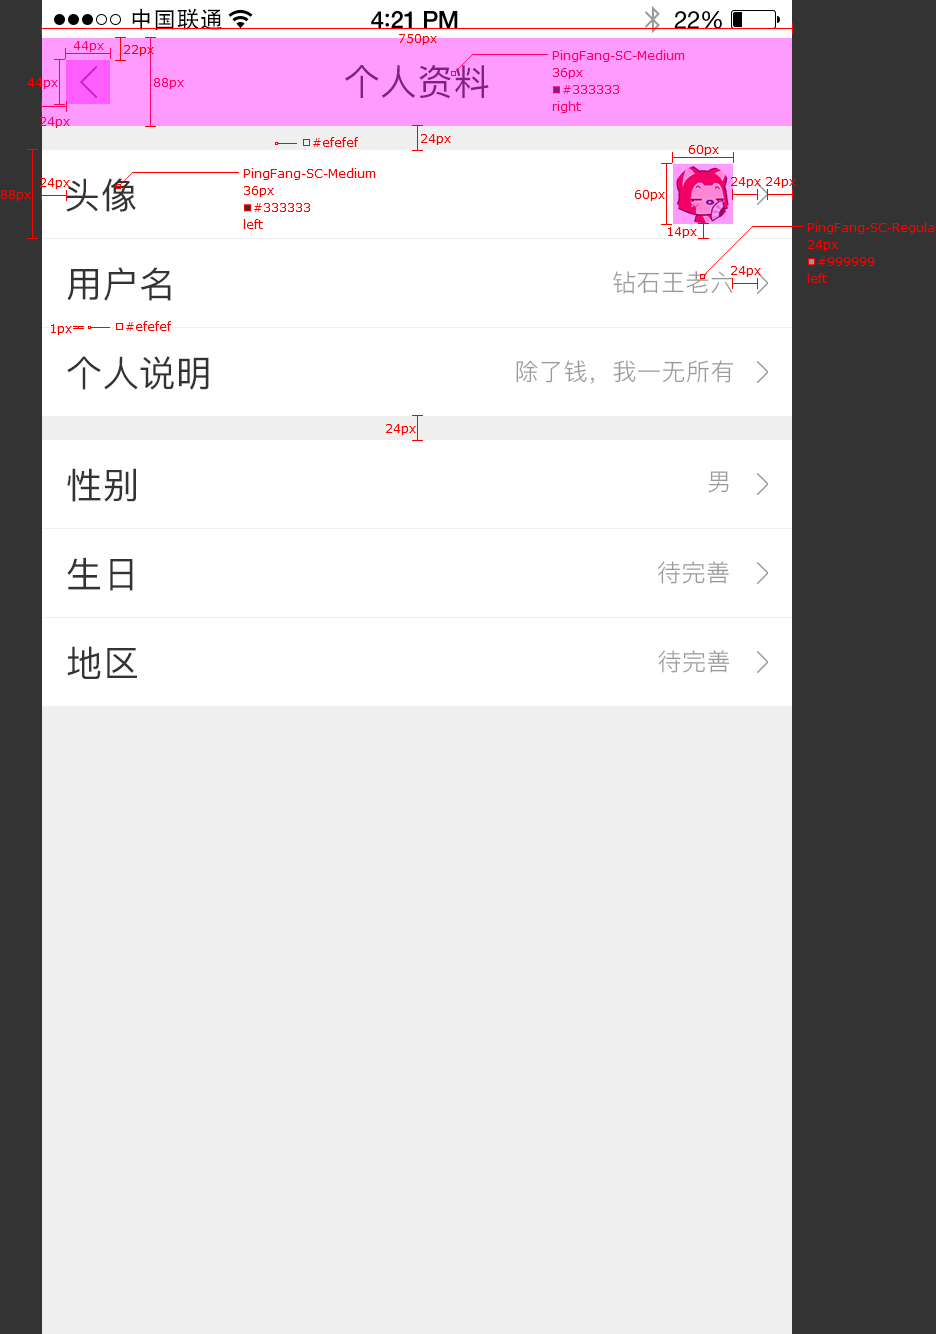 中国联通 4:21 PM 22%
750px
44px
22px
PingFang-SC-Medium
36px
#333333
right
44px
88px
个人资料
24px
#efefef
24px
60px
88px
24px
头像
PingFang-SC-Medium
36px
#333333
left
60px
24px
24px
14px
PingFang-SC-Regula
24px
#999999
left
用户名
钻石王老六
24px
1px
#efefef
个人说明
除了钱，我一无所有
24px
性别
男
生日
待完善
地区
待完善